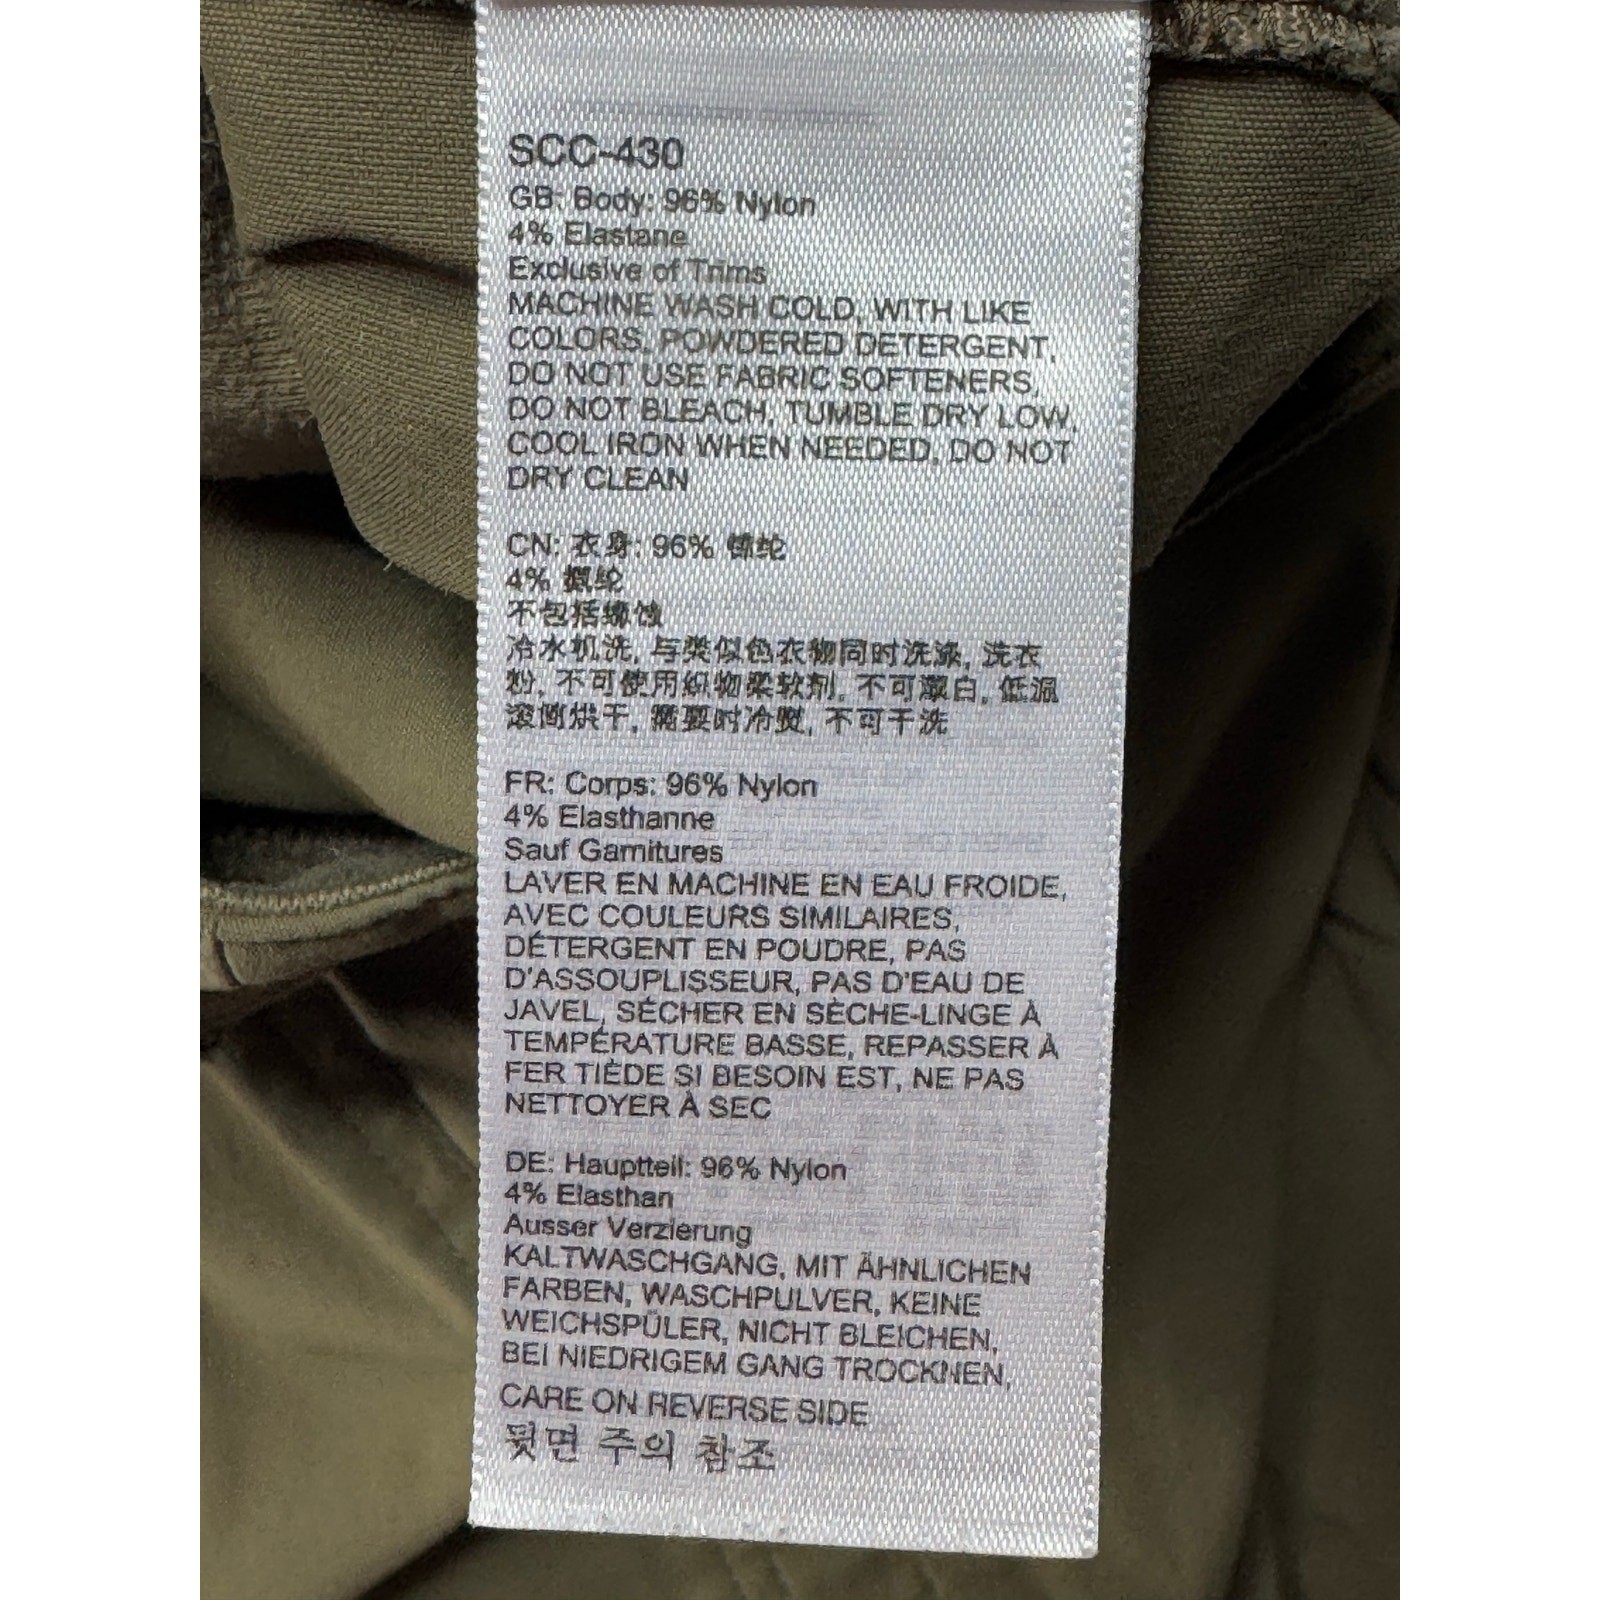 SCC-430
GB: Body: 96% Nylon
4% Elastane
Exclusive of Trims
MACHINE WASH COLD, WITH LIKE
COLORS, POWDERED DETERGENT,
DO NOT USE FABRIC SOFTENERS,
DO NOT BLEACH, TUMBLE DRY LOW,
COOL IRON WHEN NEEDED, DO NOT
DRY CLEAN
CN: 衣身: 96% 锦纶
4% 氨纶
不包括缘饰
冷水机洗, 与类似色衣物同时洗涤, 洗衣
粉, 不可使用织物柔软剂, 不可漂白, 低温
滚筒烘干, 需要时冷熨, 不可干洗
FR: Corps: 96% Nylon
4% Elasthanne
Sauf Garnitures
LAVER EN MACHINE EN EAU FROIDE,
AVEC COULEURS SIMILAIRES,
DÉTERGENT EN POUDRE, PAS
D'ASSOUPLISSEUR, PAS D'EAU DE
JAVEL, SÉCHER EN SÈCHE-LINGE À
TEMPÉRATURE BASSE, REPASSER À
FER TIÈDE SI BESOIN EST, NE PAS
NETTOYER À SEC
DE: Hauptteil: 96% Nylon
4% Elasthan
Ausser Verzierung
KALTWASCHGANG, MIT ÄHNLICHEN
FARBEN, WASCHPULVER, KEINE
WEICHSPÜLER, NICHT BLEICHEN,
BEI NIEDRIGEM GANG TROCKNEN,
CARE ON REVERSE SIDE
뒷면 주의 참조